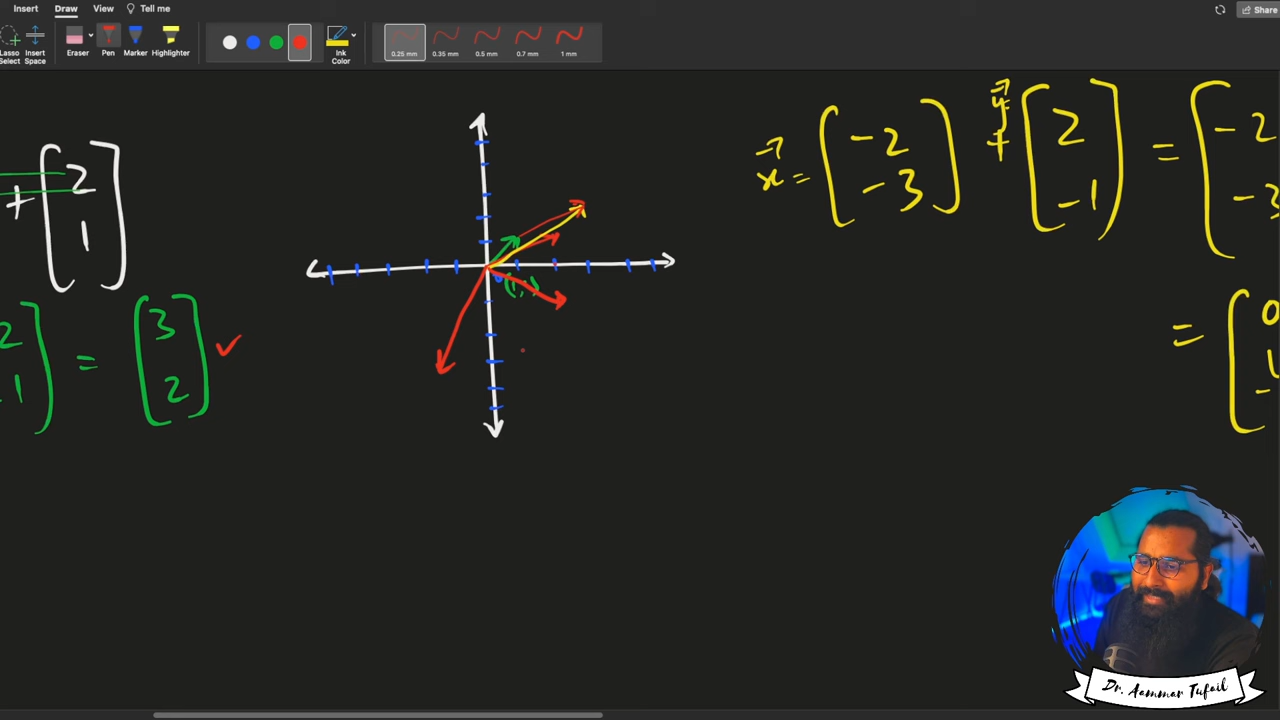 Insert Draw View Tell me
Share
Lasso Select
Insert Space
Eraser
Pen
Marker
Highlighter
Ink Color
0.25 mm
0.35 mm
0.5 mm
0.7 mm
1 mm
+ [2
1]
2
1] = [3
2] ✓
(1,1)
x = [-2
-3] + y [2
-1] = [-2
-3
= [0
Dr. Aammar Tufail